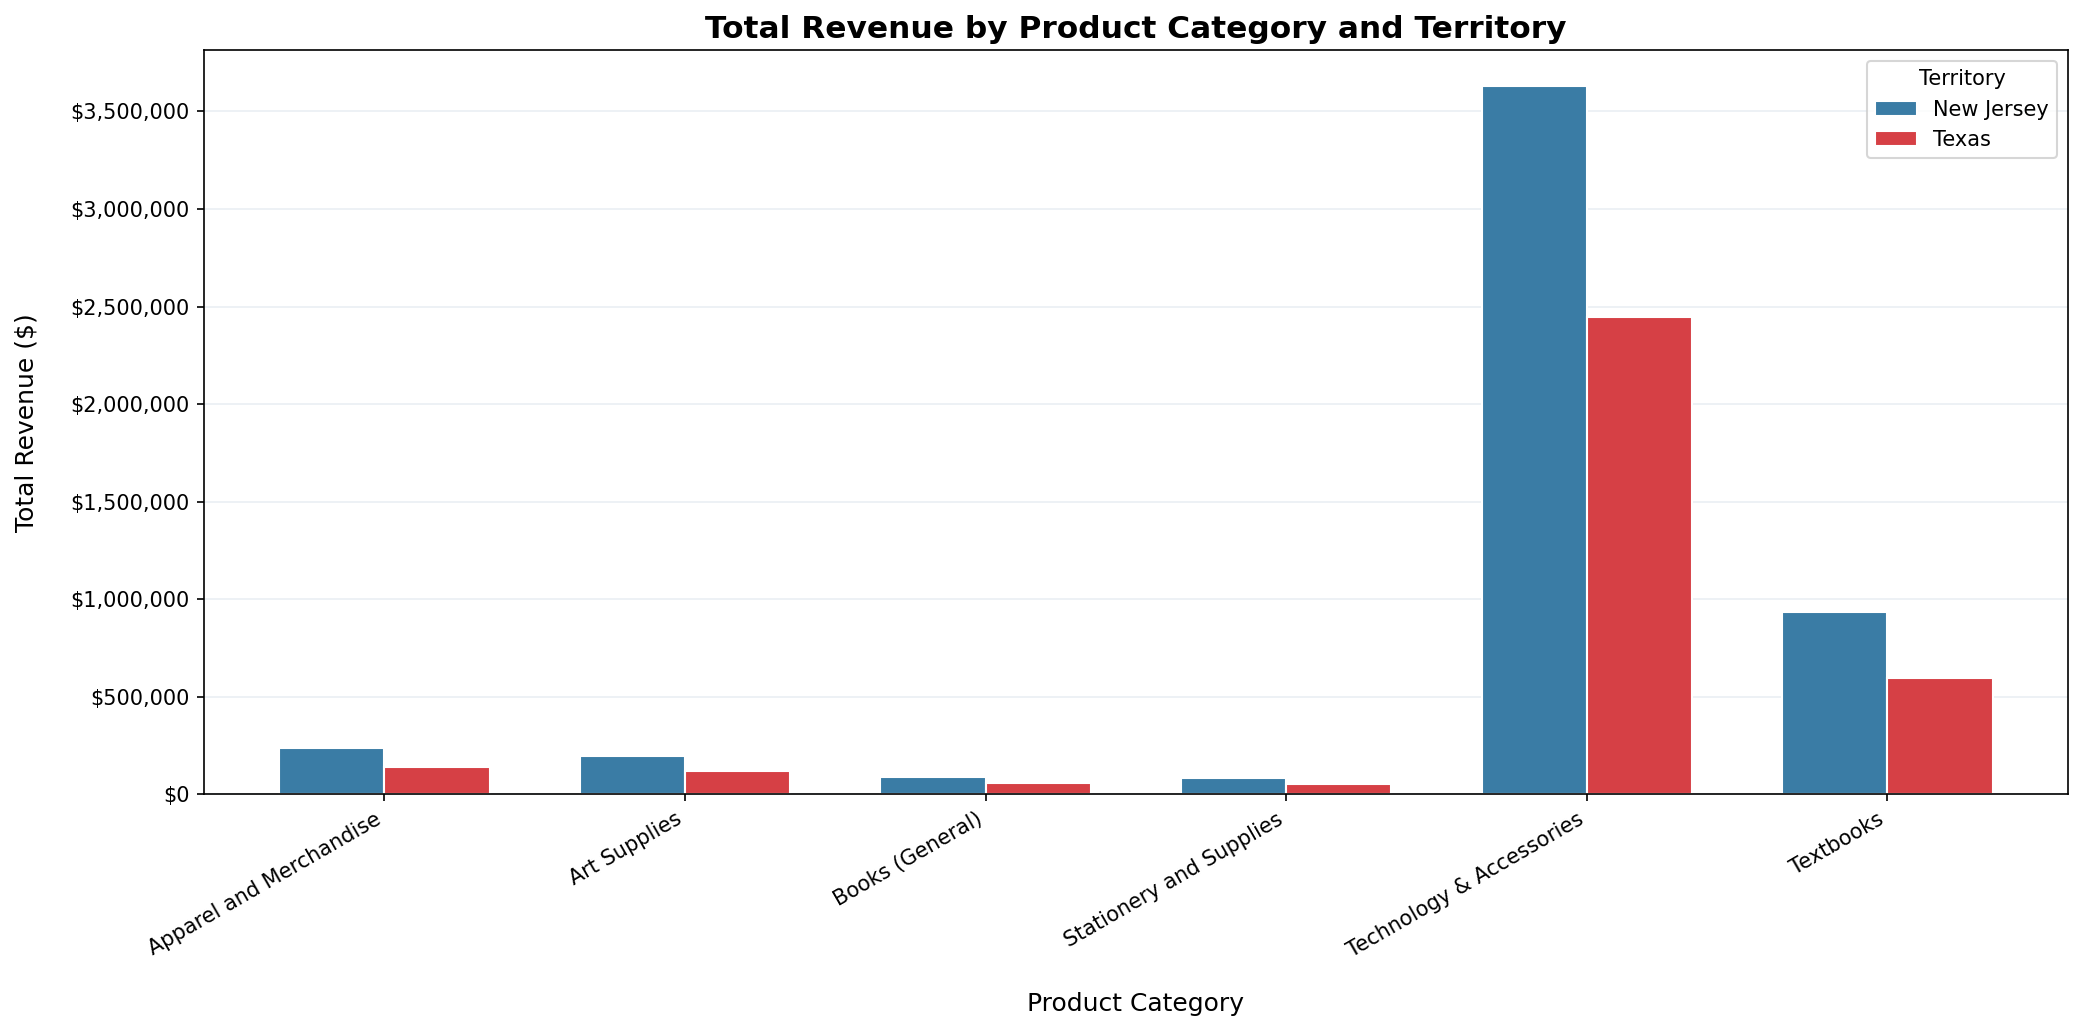 Total Revenue by Product Category and Territory
Territory
New Jersey
Texas
Total Revenue ($)
$3,500,000
$3,000,000
$2,500,000
$2,000,000
$1,500,000
$1,000,000
$500,000
$0
Apparel and Merchandise
Art Supplies
Books (General)
Stationery and Supplies
Technology & Accessories
Textbooks
Product Category